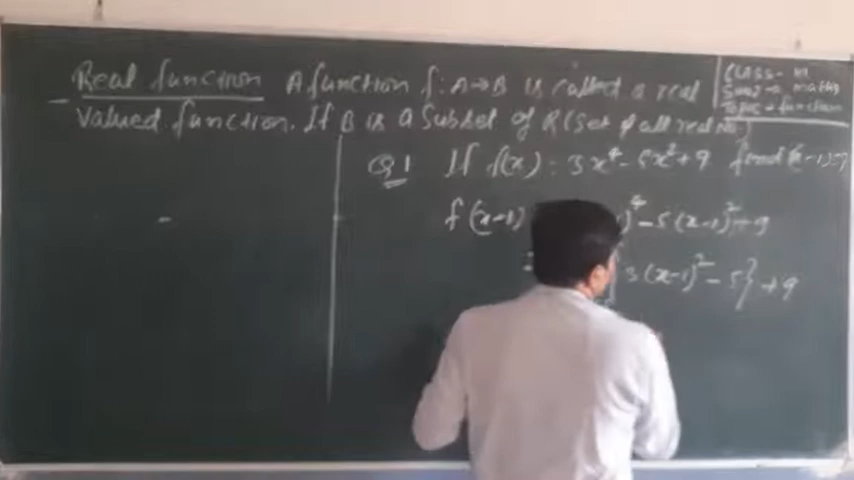 Real function A function f: A→B is called a real
valued function. If B is a Subset of R (Set of all real No.)
CLASS - XI
Sub → maths
Topic → function
Q1 If f(x) = 3x⁴ - 5x² + 9 find f(x-1) = ?
f(x-1) )⁴ - 5(x-1)² + 9
= 3(x-1)² - 5} + 9